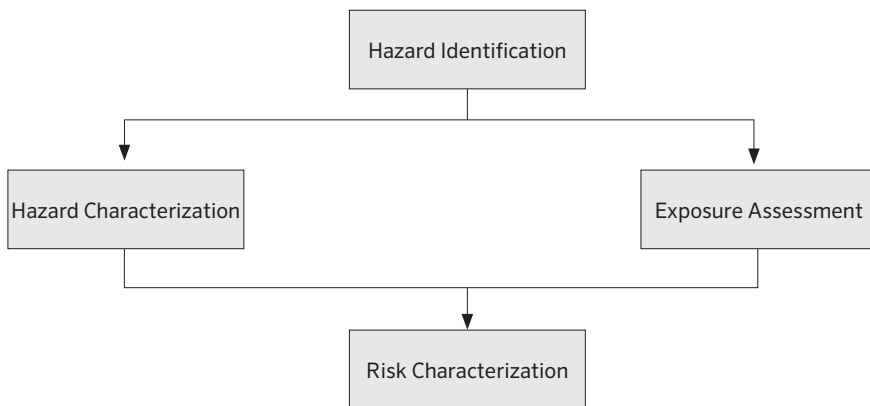 Hazard Identification
Hazard Characterization
Exposure Assessment
Risk Characterization